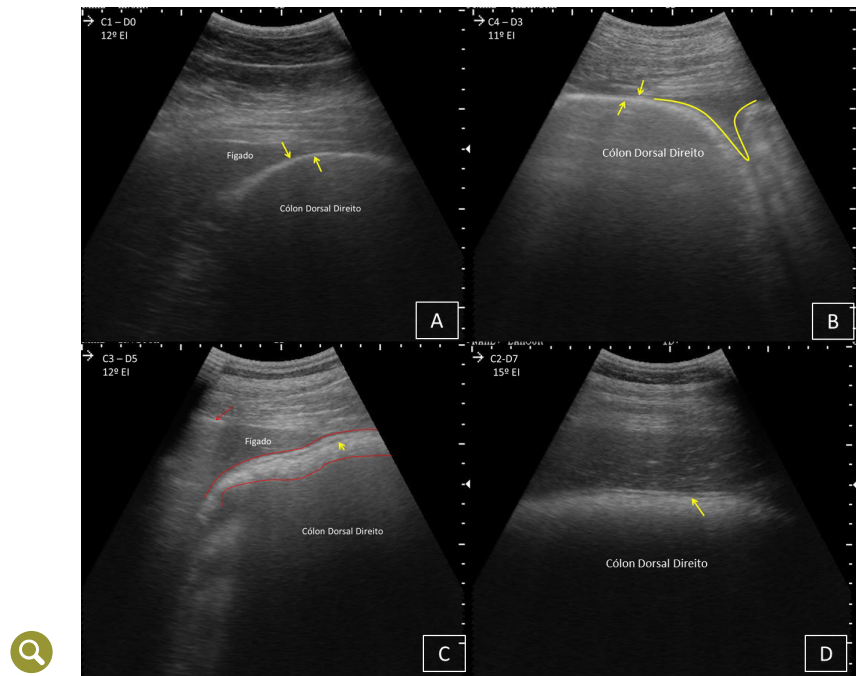 C1 – D0
12º EI
Fígado
Cólon Dorsal Direito
A
C4 – D3
11º EI
Cólon Dorsal Direito
B
C3 – D5
12º EI
Fígado
Cólon Dorsal Direito
C
C2-D7
15º EI
Cólon Dorsal Direito
D